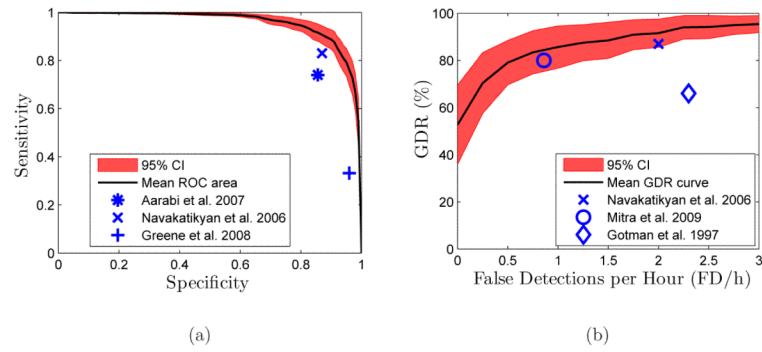 1
0.8
0.6
0.4
0.2
0
Sensitivity
95% CI
Mean ROC area
Aarabi et al. 2007
Navakatikyan et al. 2006
Greene et al. 2008
0 0.2 0.4 0.6 0.8 1
Specificity
(a)
100
80
60
40
20
0
GDR (%)
95% CI
Mean GDR curve
Navakatikyan et al. 2006
Mitra et al. 2009
Gotman et al. 1997
0 0.5 1 1.5 2 2.5 3
False Detections per Hour (FD/h)
(b)